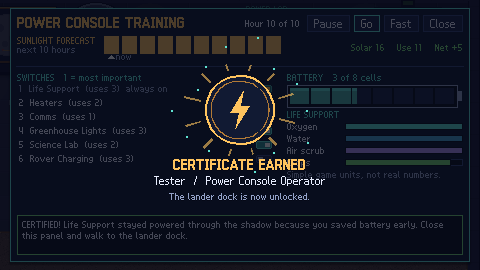 POWER CONSOLE TRAINING
Hour 10 of 10
Pause
Go
Fast
Close
SUNLIGHT FORECAST
next 10 hours
now
Solar 16 Use 11 Net +5
SWITCHES 1 = most important
1 Life Support (uses 3) always on
2 Heaters (uses 2)
3 Comms (uses 1)
4 Greenhouse Lights (uses 3)
5 Science Lab (uses 2)
6 Rover Charging (uses 3)
BATTERY 3 of 8 cells
LIFE SUPPORT
Oxygen
Water
Air scrub
Simple game units, not real numbers.
CERTIFICATE EARNED
Tester / Power Console Operator
The lander dock is now unlocked.
CERTIFIED! Life Support stayed powered through the shadow because you saved battery early. Close
this panel and walk to the lander dock.